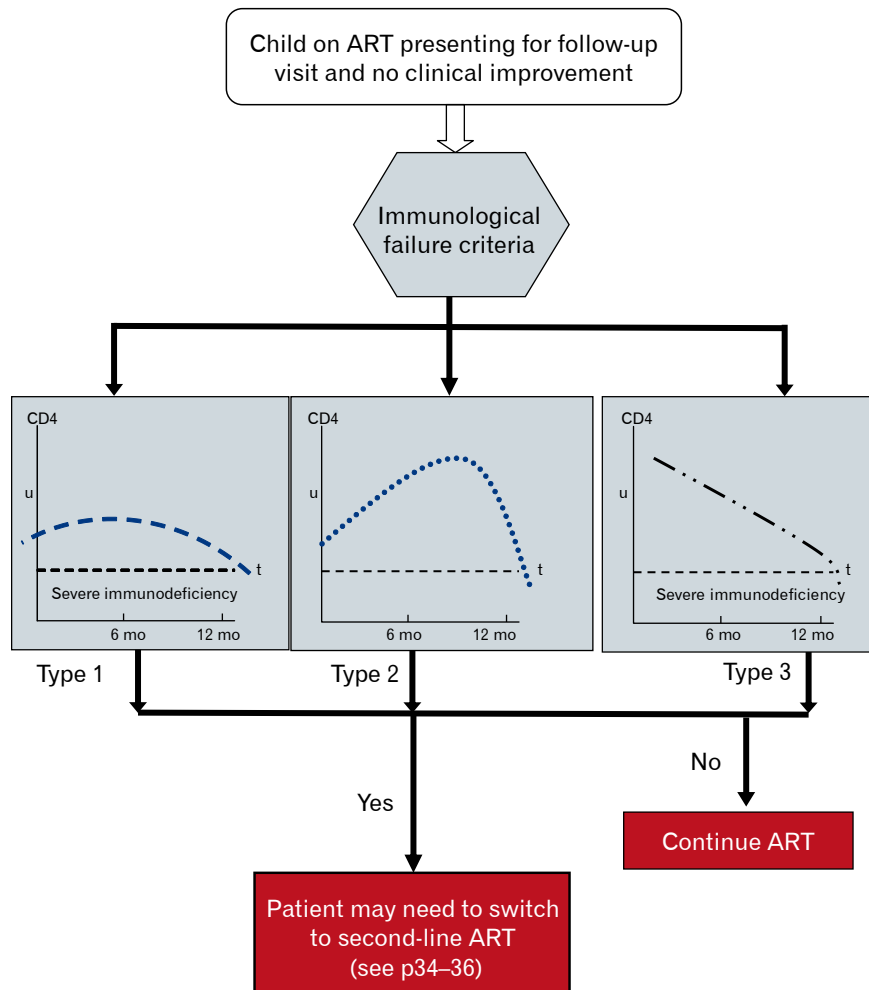 Child on ART presenting for follow-up
visit and no clinical improvement
Immunological
failure criteria
CD4
u
t
Severe immunodeficiency
6 mo
12 mo
Type 1
CD4
u
t
6 mo
12 mo
Type 2
CD4
u
t
Severe immunodeficiency
6 mo
12 mo
Type 3
Yes
No
Continue ART
Patient may need to switch
to second-line ART
(see p34–36)